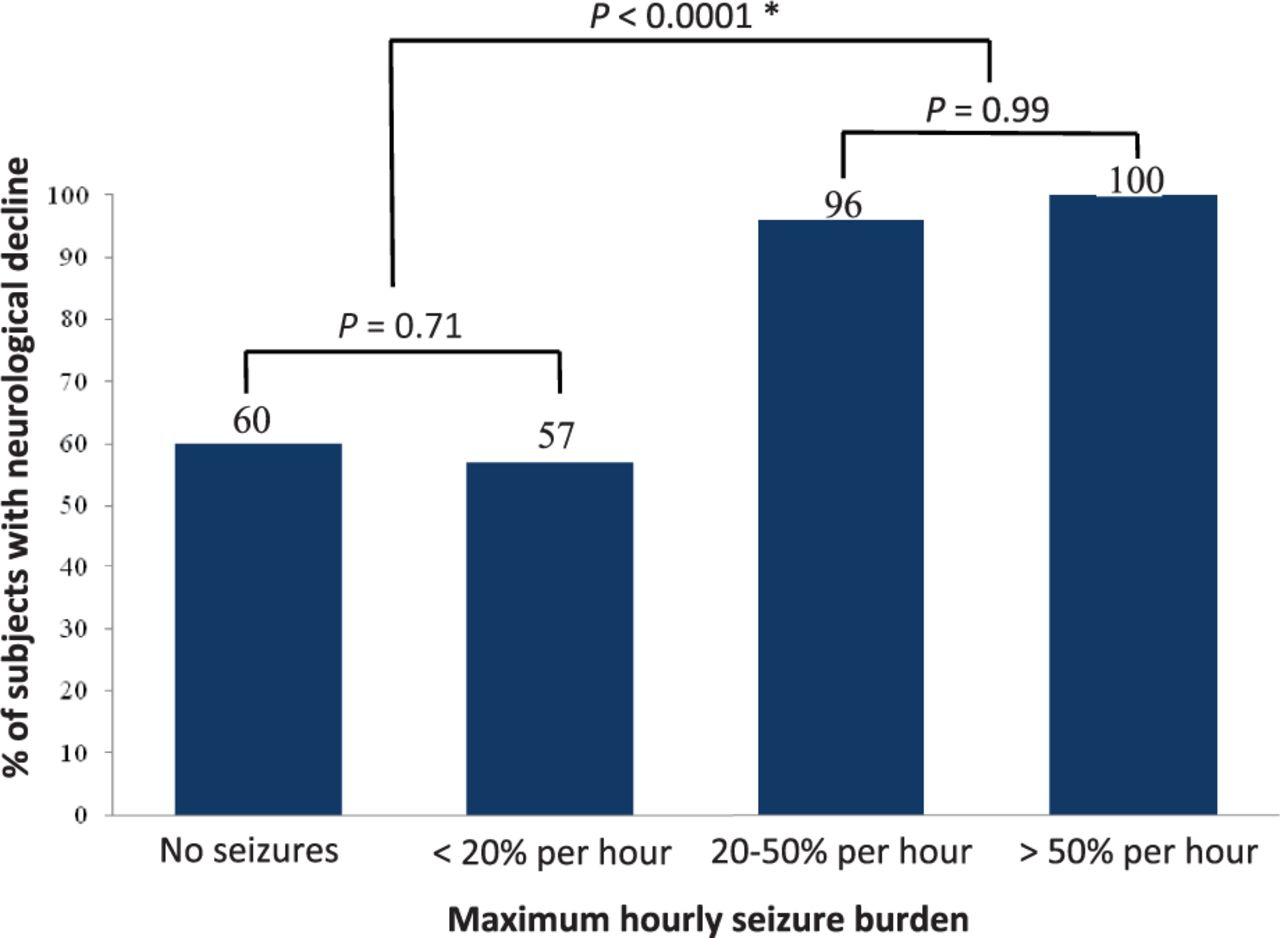 P < 0.0001 *
P = 0.99
P = 0.71
% of subjects with neurological decline
100
90
80
70
60
50
40
30
20
10
0
60
57
96
100
No seizures
< 20% per hour
20-50% per hour
> 50% per hour
Maximum hourly seizure burden